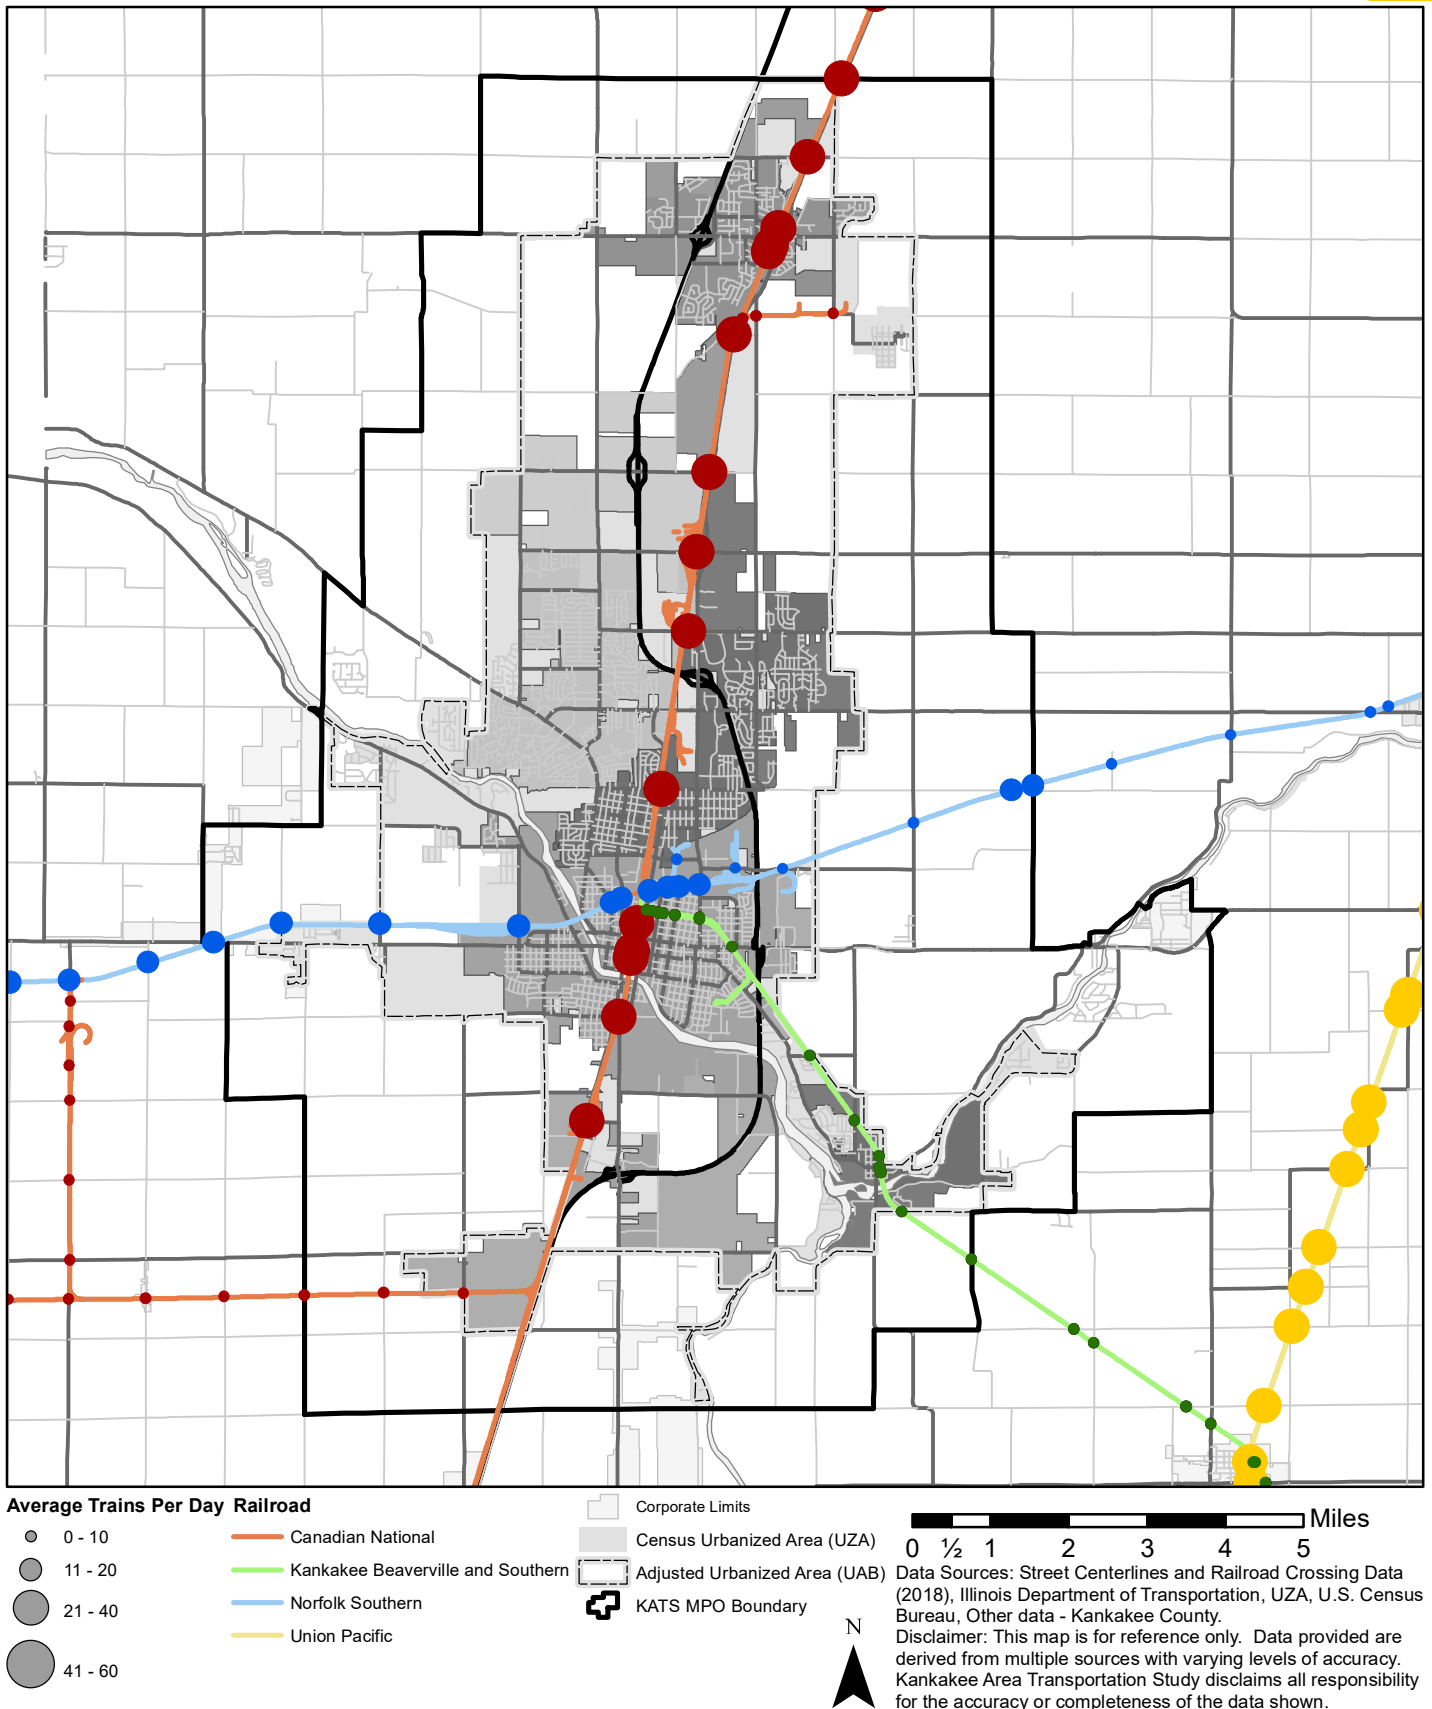 Average Trains Per Day
0 - 10
11 - 20
21 - 40
41 - 60
Railroad
Canadian National
Kankakee Beaverville and Southern
Norfolk Southern
Union Pacific
Corporate Limits
Census Urbanized Area (UZA)
Adjusted Urbanized Area (UAB)
KATS MPO Boundary
Miles
0 ½ 1 2 3 4 5
Data Sources: Street Centerlines and Railroad Crossing Data
(2018), Illinois Department of Transportation, UZA, U.S. Census
Bureau, Other data - Kankakee County.
Disclaimer: This map is for reference only. Data provided are
derived from multiple sources with varying levels of accuracy.
Kankakee Area Transportation Study disclaims all responsibility
for the accuracy or completeness of the data shown.
N